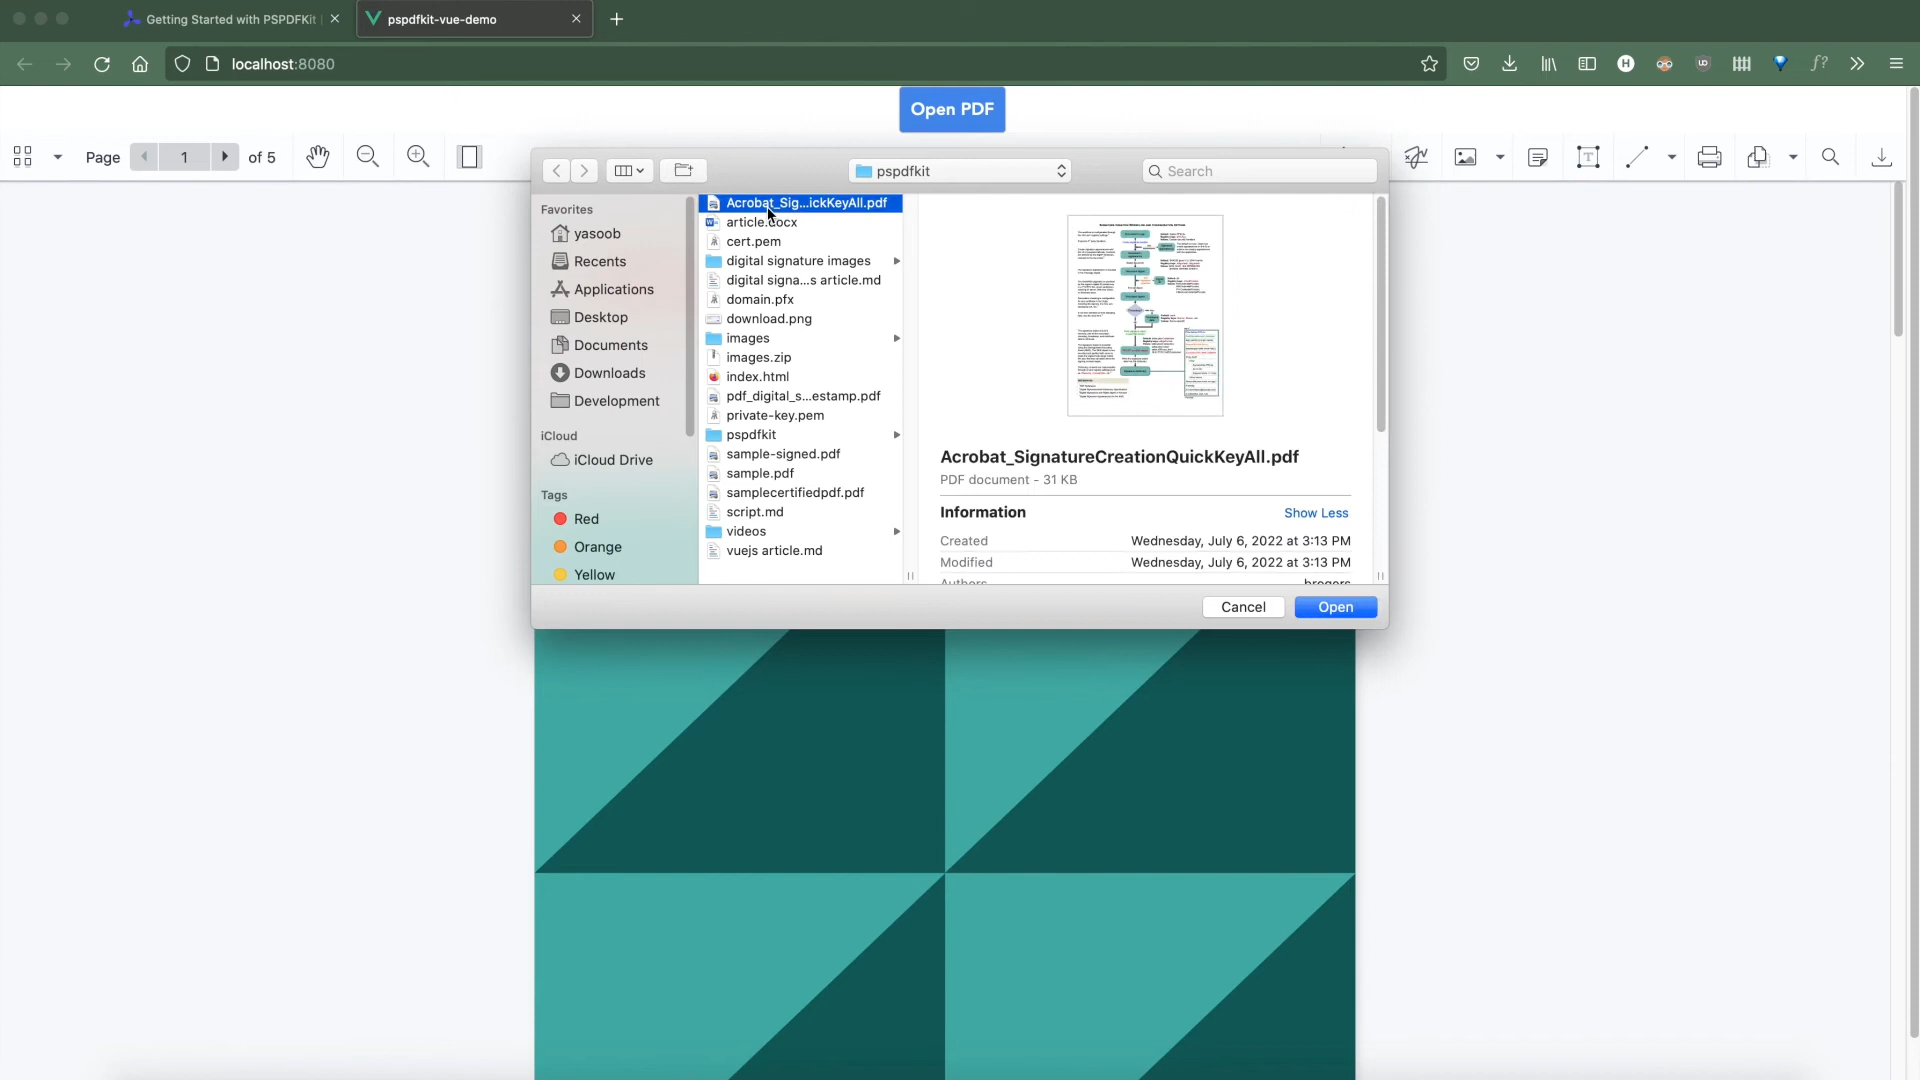 Getting Started with PSPDFKit
pspdfkit-vue-demo
localhost:8080
Open PDF
Page
1
of 5
pspdfkit
Search
Favorites
yasoob
Recents
Applications
Desktop
Documents
Downloads
Development
iCloud
iCloud Drive
Tags
Red
Orange
Yellow
Acrobat_Sig...ickKeyAll.pdf
article.docx
cert.pem
digital signature images
digital signa...s article.md
domain.pfx
download.png
images
images.zip
index.html
pdf_digital_s...estamp.pdf
private-key.pem
pspdfkit
sample-signed.pdf
sample.pdf
samplecertifiedpdf.pdf
script.md
videos
vuejs article.md
Acrobat_SignatureCreationQuickKeyAll.pdf
PDF document - 31 KB
Information
Show Less
Created
Wednesday, July 6, 2022 at 3:13 PM
Modified
Wednesday, July 6, 2022 at 3:13 PM
Authors
brogers
Cancel
Open